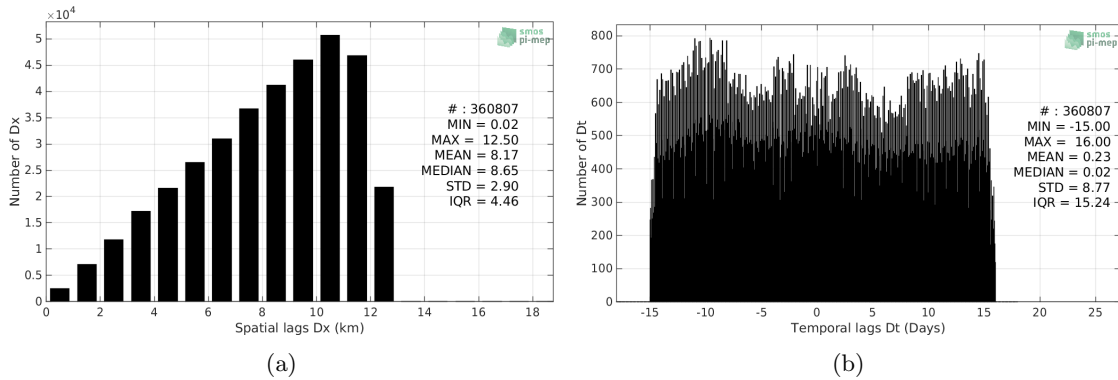 ×10⁴
5
4.5
4
3.5
3
2.5
2
1.5
1
0.5
0
Number of Dx
0 2 4 6 8 10 12 14 16 18
Spatial lags Dx (km)
smos
pi-mep
# : 360807
MIN = 0.02
MAX = 12.50
MEAN = 8.17
MEDIAN = 8.65
STD = 2.90
IQR = 4.46
(a)
800
700
600
500
400
300
200
100
0
Number of Dt
-15 -10 -5 0 5 10 15 20 25
Temporal lags Dt (Days)
smos
pi-mep
# : 360807
MIN = -15.00
MAX = 16.00
MEAN = 0.23
MEDIAN = 0.02
STD = 8.77
IQR = 15.24
(b)